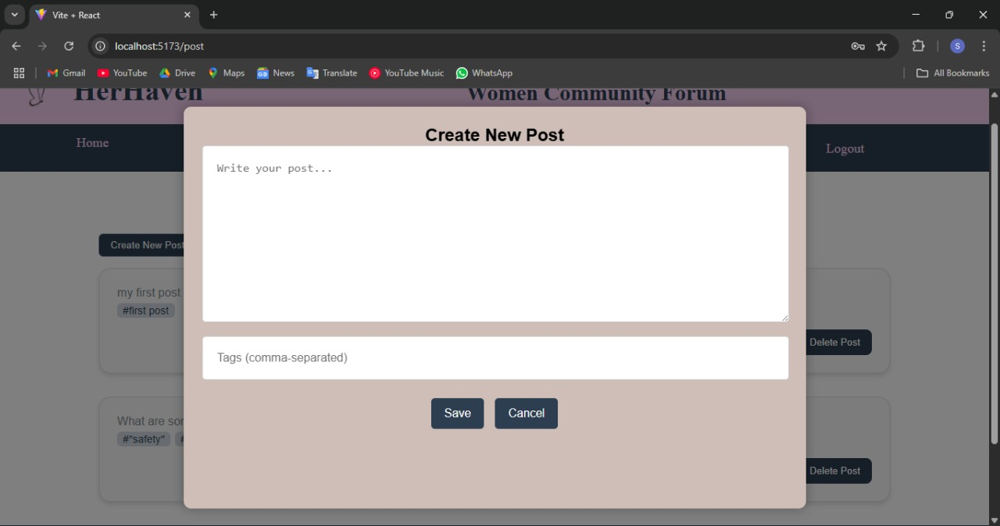 Vite + React
localhost:5173/post
S
Gmail
YouTube
Drive
Maps
News
Translate
YouTube Music
WhatsApp
All Bookmarks
HerHaven
Women Community Forum
Home
Logout
Create New Post
Create New Post
Write your post...
my first post
#first post
Delete Post
Tags (comma-separated)
Save
Cancel
What are
#"safety"
#
Delete Post